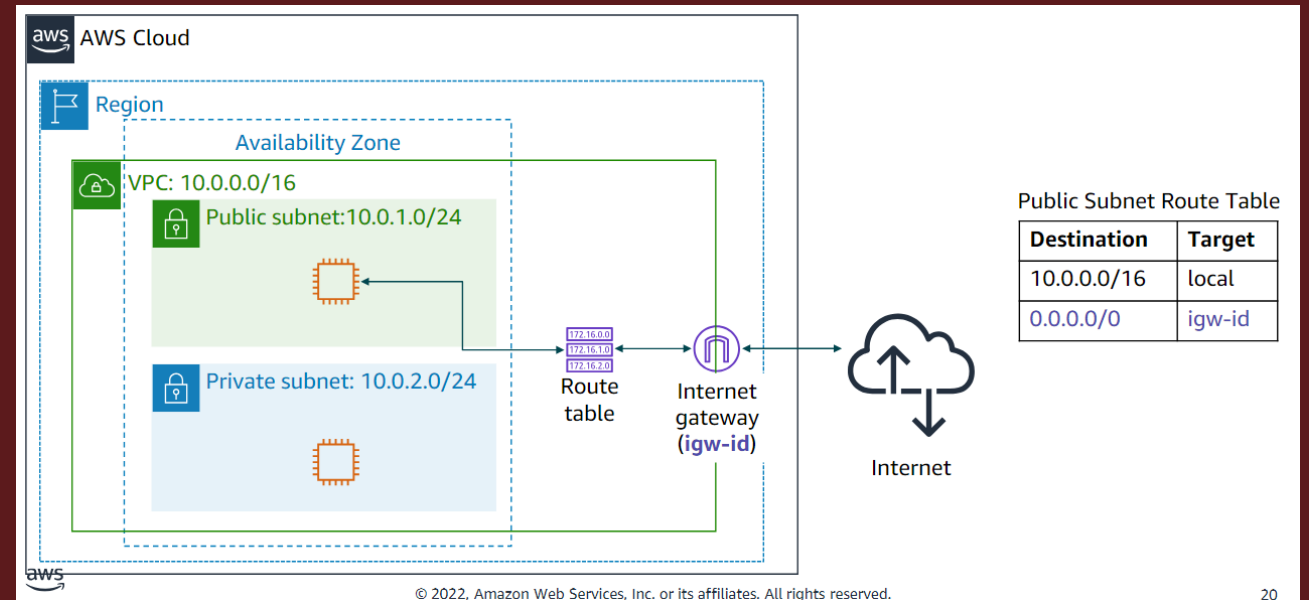 aws AWS Cloud
Region
Availability Zone
VPC: 10.0.0.0/16
Public subnet:10.0.1.0/24
Private subnet: 10.0.2.0/24
172.16.0.0
172.16.1.0
172.16.2.0
Route
table
Internet
gateway
(igw-id)
Internet
Public Subnet Route Table
Destination Target
10.0.0.0/16 local
0.0.0.0/0 igw-id
aws
© 2022, Amazon Web Services, Inc. or its affiliates. All rights reserved.
20